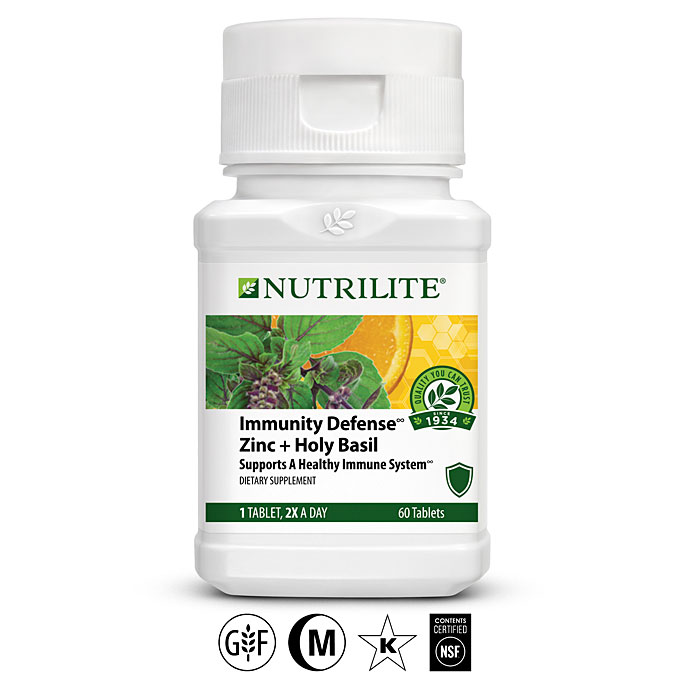 NUTRILITE®
QUALITY YOU CAN TRUST
SINCE
1934
Immunity Defense∞
Zinc + Holy Basil
Supports A Healthy Immune System∞
DIETARY SUPPLEMENT
1 TABLET, 2X A DAY 60 Tablets
GF
M
K
CONTENTS
CERTIFIED
NSF